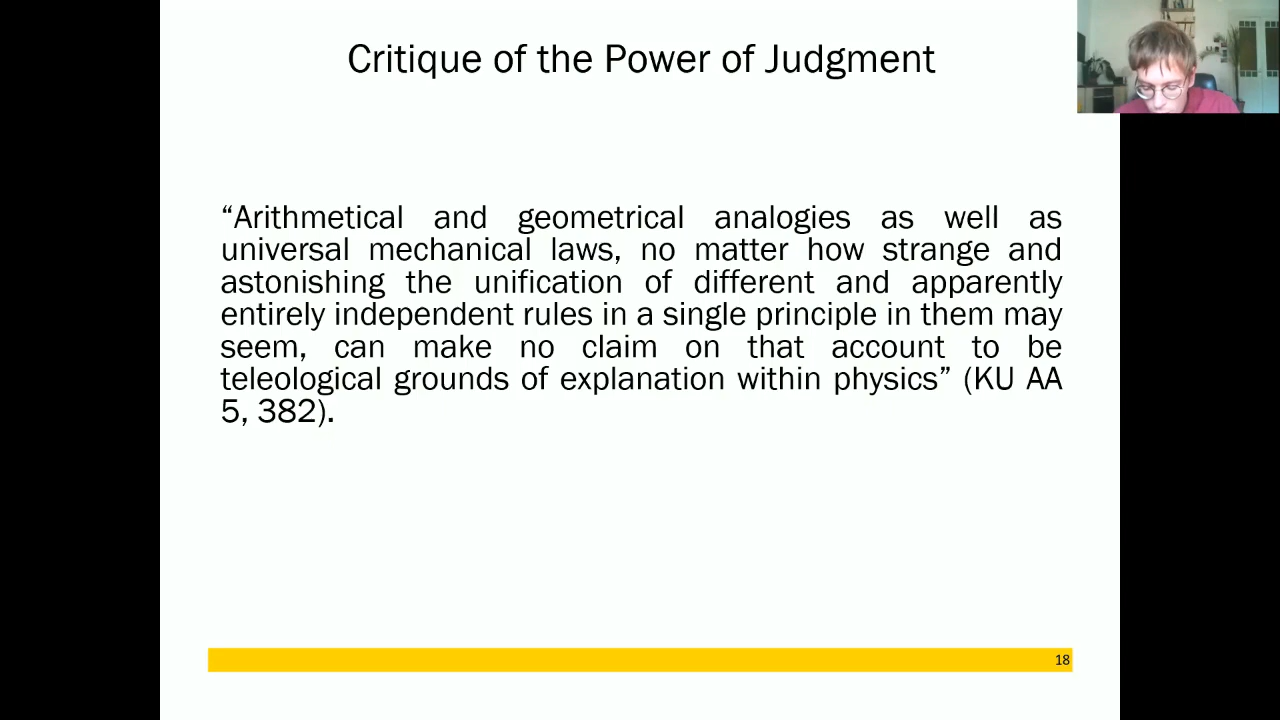 Critique of the Power of Judgment
“Arithmetical and geometrical analogies as well as
universal mechanical laws, no matter how strange and
astonishing the unification of different and apparently
entirely independent rules in a single principle in them may
seem, can make no claim on that account to be
teleological grounds of explanation within physics” (KU AA
5, 382).
18